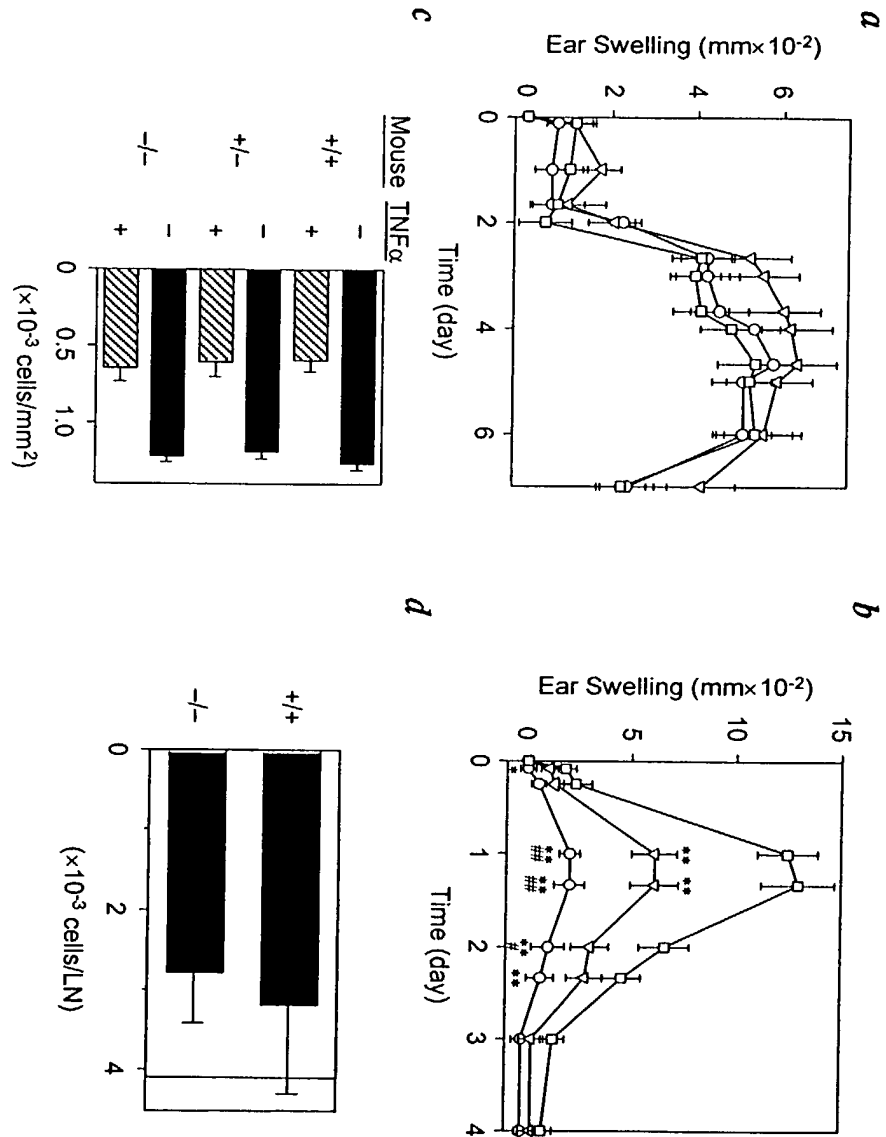 a
Ear Swelling (mm×10⁻²)
0 2 4 6
0 2 4 6
Time (day)
b
Ear Swelling (mm×10⁻²)
0 5 10 15
* ** ## ** ## ** # ** ** **
0 1 2 3 4
Time (day)
c
Mouse TNFα
+/+ −
+
+/− −
+
−/− −
+
0 0.5 1.0
(×10⁻³ cells/mm²)
d
+/+
−/−
0 2 4
(×10⁻³ cells/LN)